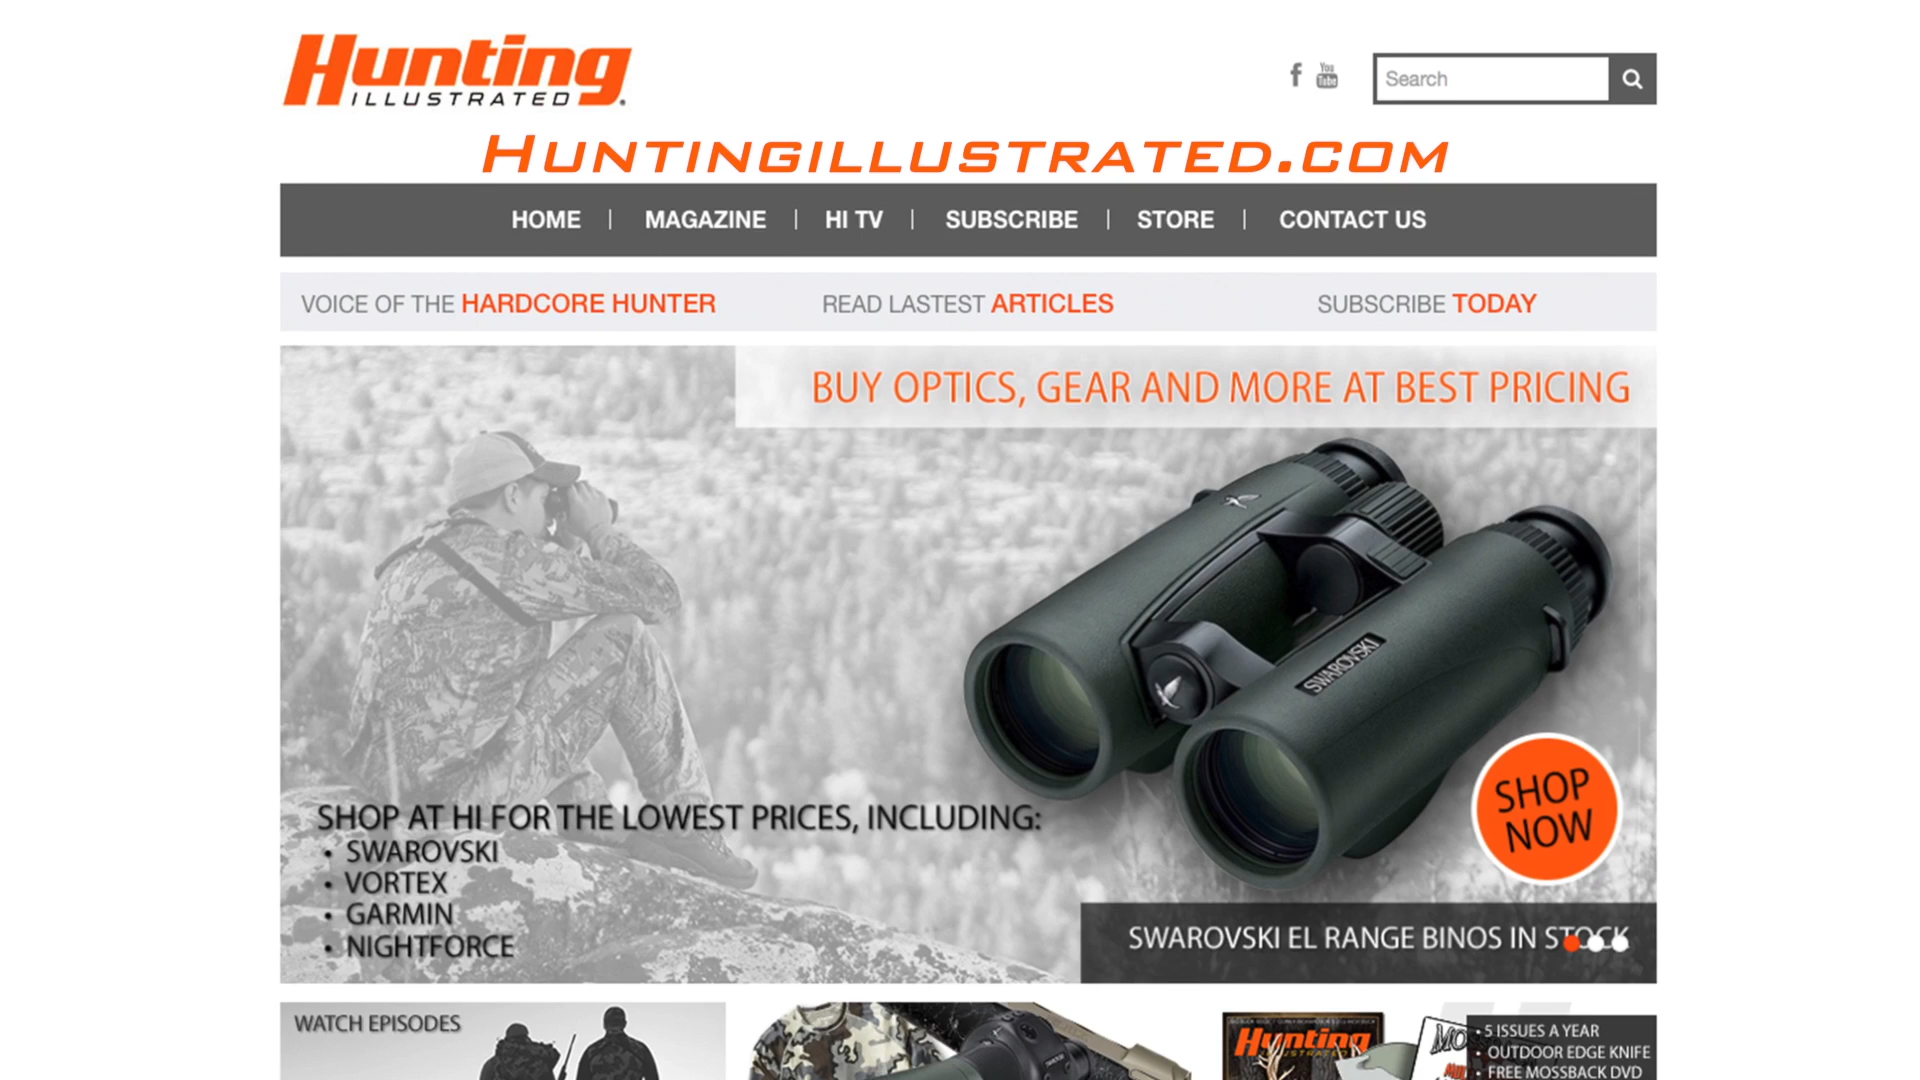 Hunting
ILLUSTRATED
f You Tube
Search
HUNTINGILLUSTRATED.COM
HOME | MAGAZINE | HI TV | SUBSCRIBE | STORE | CONTACT US
VOICE OF THE HARDCORE HUNTER
READ LASTEST ARTICLES
SUBSCRIBE TODAY
BUY OPTICS, GEAR AND MORE AT BEST PRICING
SWAROVSKI
SHOP NOW
SHOP AT HI FOR THE LOWEST PRICES, INCLUDING:
• SWAROVSKI
• VORTEX
• GARMIN
• NIGHTFORCE
SWAROVSKI EL RANGE BINOS IN STOCK
WATCH EPISODES
Hunting
• 5 ISSUES A YEAR
• OUTDOOR EDGE KNIFE
• FREE MOSSBACK DVD